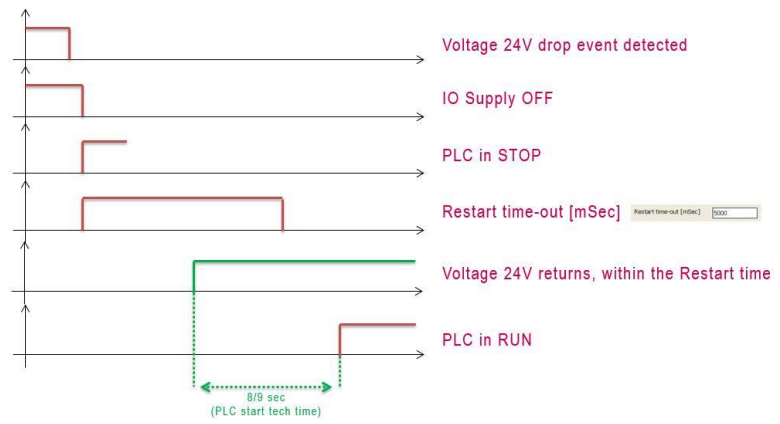 Voltage 24V drop event detected
IO Supply OFF
PLC in STOP
Restart time-out [mSec]
Restart time-out [mSec] 5000
Voltage 24V returns, within the Restart time
PLC in RUN
8/9 sec
(PLC start tech time)